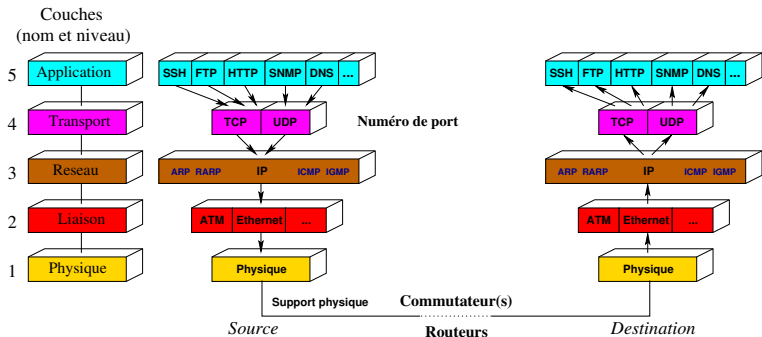 Couches
(nom et niveau)
5 Application
SSH FTP HTTP SNMP DNS ...
SSH FTP HTTP SNMP DNS ...
4 Transport
TCP UDP
Numéro de port
TCP UDP
3 Reseau
ARP RARP IP ICMP IGMP
ARP RARP IP ICMP IGMP
2 Liaison
ATM Ethernet ...
ATM Ethernet ...
1 Physique
Physique
Physique
Support physique
Commutateur(s)
Source
Routeurs
Destination